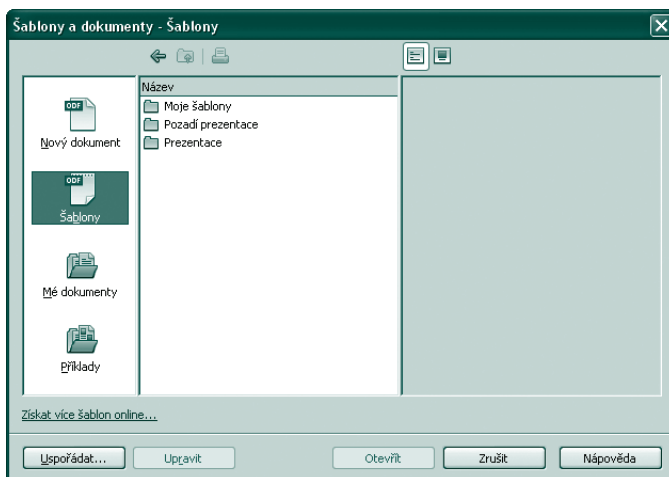 Šablony a dokumenty - Šablony
Název
ODF
Nový dokument
ODF
Šablony
Mé dokumenty
Příklady
Moje šablony
Pozadí prezentace
Prezentace
Získat více šablon online...
Uspořádat...
Upravit
Otevřít
Zrušit
Nápověda